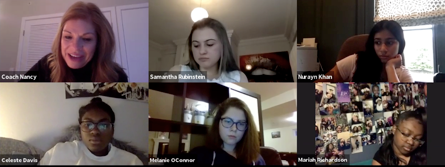 Coach Nancy
Samantha Rubinstein
Nurayn Khan
Celeste Davis
Melanie OConnor
Mariah Richardson